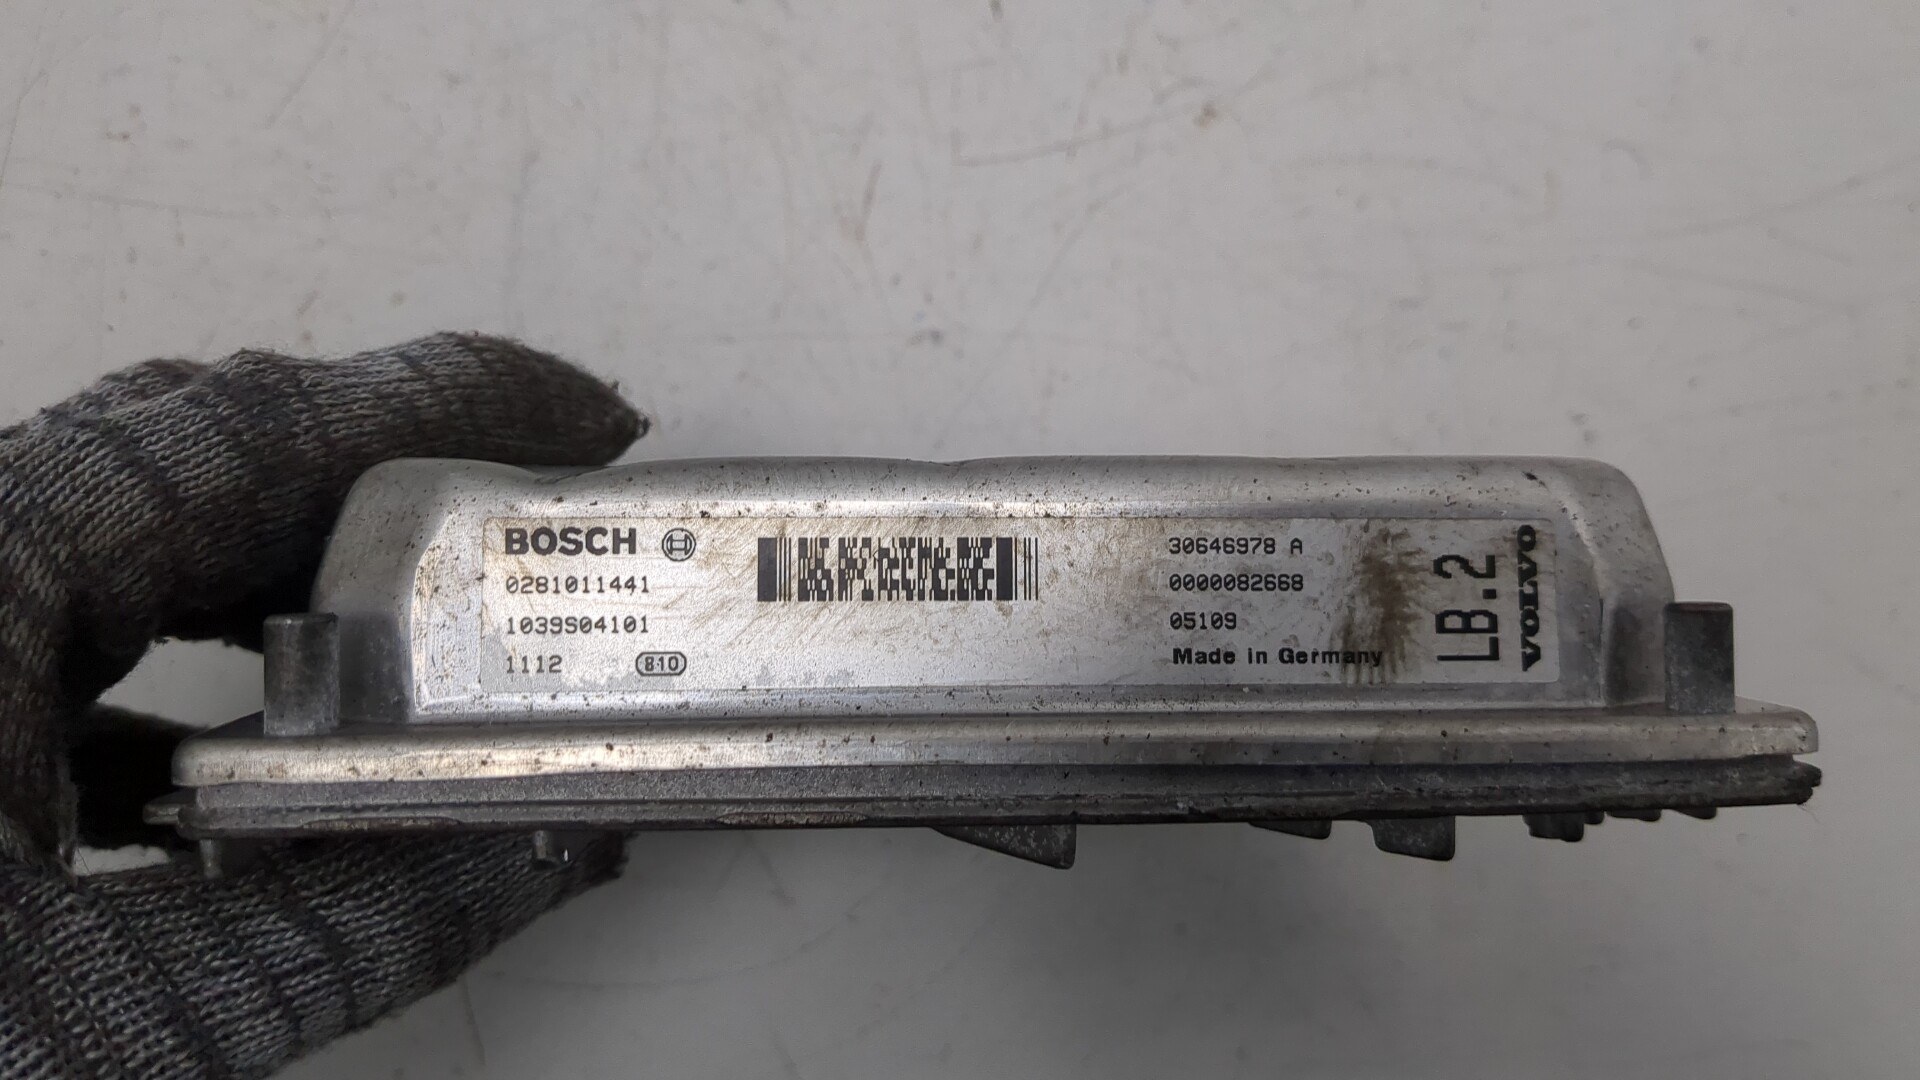 BOSCH
0281011441
1039S04101
1112 810
30646978 A
0000082668
05109
Made in Germany
LB.2
VOLVO